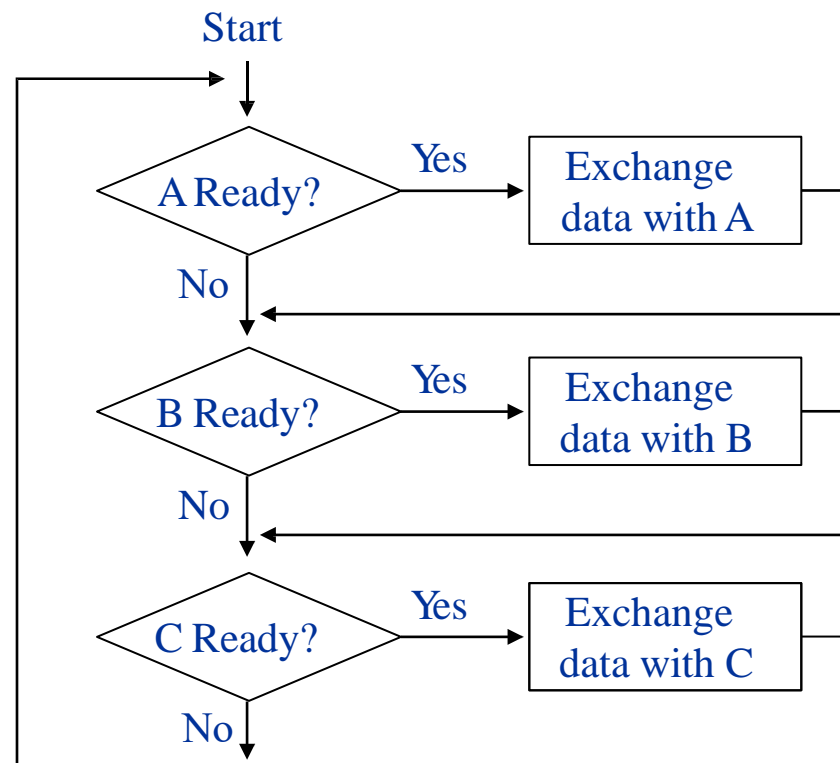 Start
A Ready?
Yes
Exchange
data with A
No
B Ready?
Yes
Exchange
data with B
No
C Ready?
Yes
Exchange
data with C
No